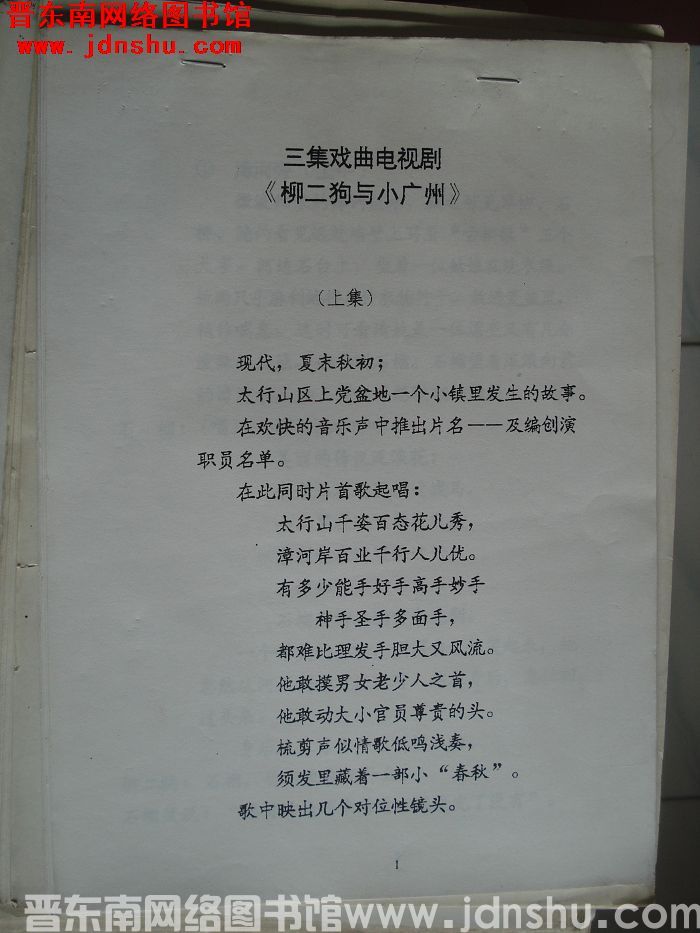 晋东南网络图书馆
www.jdnshu.com
三集戏曲电视剧
《柳二狗与小广州》
（上集）
现代，夏末秋初；
太行山区上党盆地一个小镇里发生的故事。
在欢快的音乐声中推出片名——及编创演
职员名单。
在此同时片首歌起唱：
太行山千姿百态花儿秀，
漳河岸百业千行人儿优。
有多少能手好手高手妙手
神手圣手多面手，
都难比理发手胆大又风流。
他敢摸男女老少人之首，
他敢动大小官员尊贵的头。
梳剪声似情歌低鸣浅奏，
须发里藏着一部小“春秋”。
歌中映出几个对位性镜头。
1
晋东南网络图书馆www.jdnshu.com